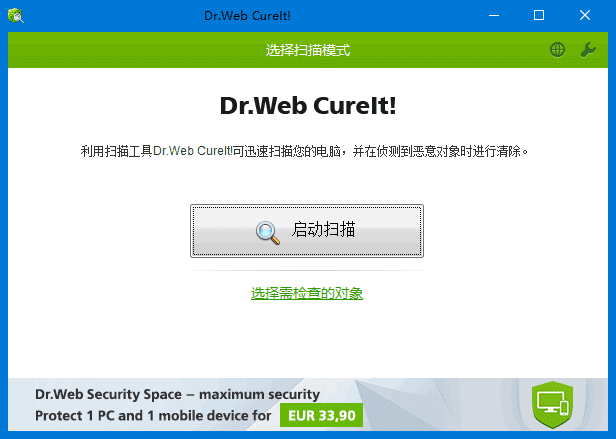 Dr.Web CureIt!
选择扫描模式
Dr.Web CureIt!
利用扫描工具Dr.Web CureIt!可迅速扫描您的电脑，并在侦测到恶意对象时进行清除。
启动扫描
选择需检查的对象
Dr.Web Security Space – maximum security
Protect 1 PC and 1 mobile device for EUR 33,90